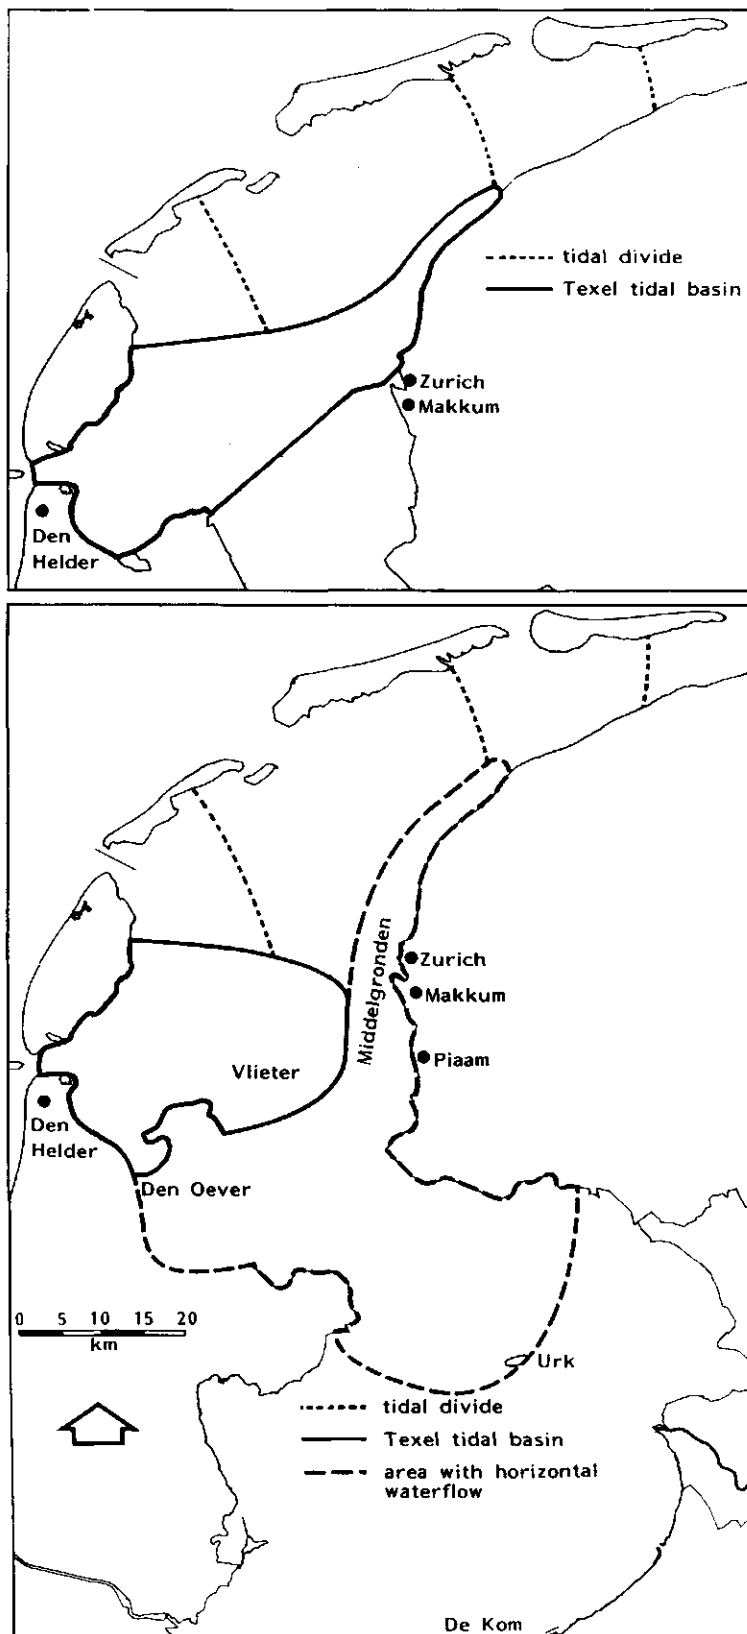 tidal divide
Texel tidal basin
Zurich
Makkum
Den
Helder
Middelgronden
Zurich
Makkum
Vlieter
Piaam
Den
Helder
Den Oever
0 5 10 15 20
km
Urk
tidal divide
Texel tidal basin
area with horizontal
waterflow
De Kom